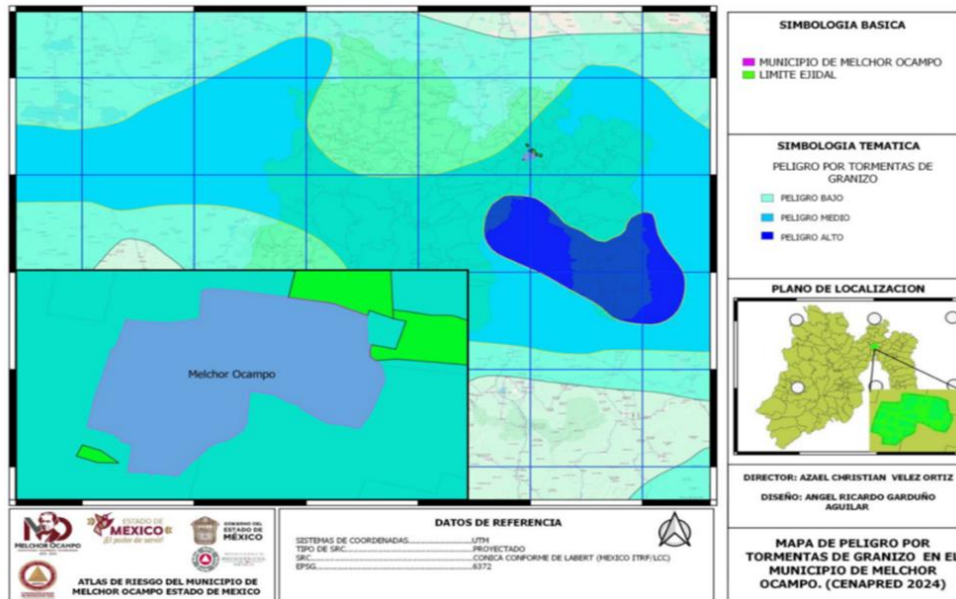 SIMBOLOGIA BASICA
MUNICIPIO DE MELCHOR OCAMPO
LIMITE EJIDAL
SIMBOLOGIA TEMATICA
PELIGRO POR TORMENTAS DE
GRANIZO
PELIGRO BAJO
PELIGRO MEDIO
PELIGRO ALTO
PLANO DE LOCALIZACION
DIRECTOR: AZAEL CHRISTIAN VELEZ ORTIZ
DISEÑO: ANGEL RICARDO GARDUÑO
AGUILAR
MAPA DE PELIGRO POR
TORMENTAS DE GRANIZO EN EL
MUNICIPIO DE MELCHOR
OCAMPO. (CENAPRED 2024)
Melchor Ocampo
MELCHOR OCAMPO
ESTADO DE
MÉXICO
¡El poder de servir!
GOBIERNO DEL
ESTADO DE
MÉXICO
ATLAS DE RIESGO DEL MUNICIPIO DE
MELCHOR OCAMPO ESTADO DE MEXICO
DATOS DE REFERENCIA
SISTEMAS DE COORDENADAS..................UTM
TIPO DE SRC..................PROYECTADO
SRC..................CONICA CONFORME DE LABERT (MEXICO ITRF/LCC)
EPSG..................6372